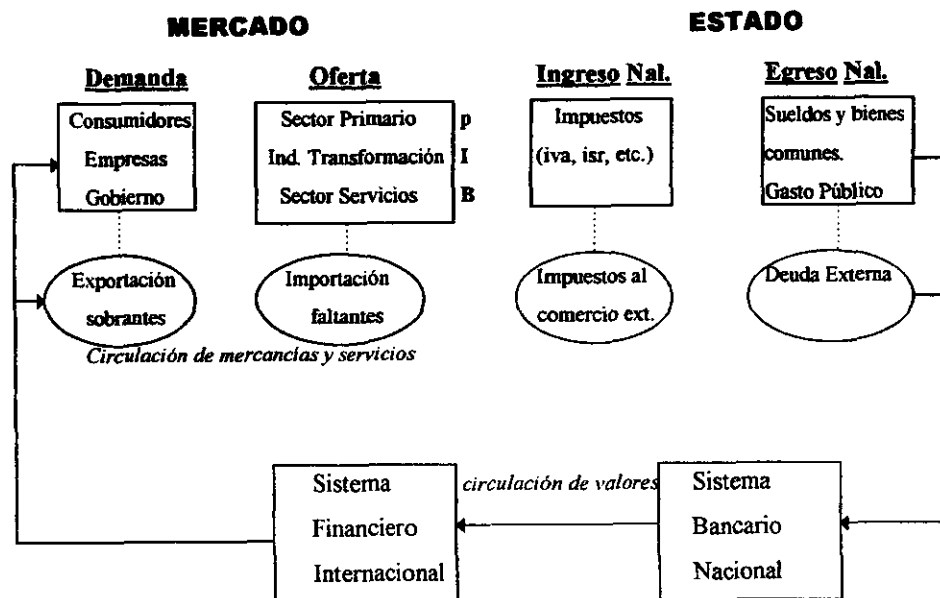 MERCADO
ESTADO
Demanda
Oferta
Ingreso Nal.
Egreso Nal.
Consumidores
Empresas
Gobierno
Sector Primario
Ind. Transformación
Sector Servicios
p
I
B
Impuestos
(iva, isr, etc.)
Sueldos y bienes
comunes.
Gasto Público
Exportación
sobrantes
Importación
faltantes
Impuestos al
comercio ext.
Deuda Externa
Circulación de mercancías y servicios
Sistema
Financiero
Internacional
circulación de valores
Sistema
Bancario
Nacional